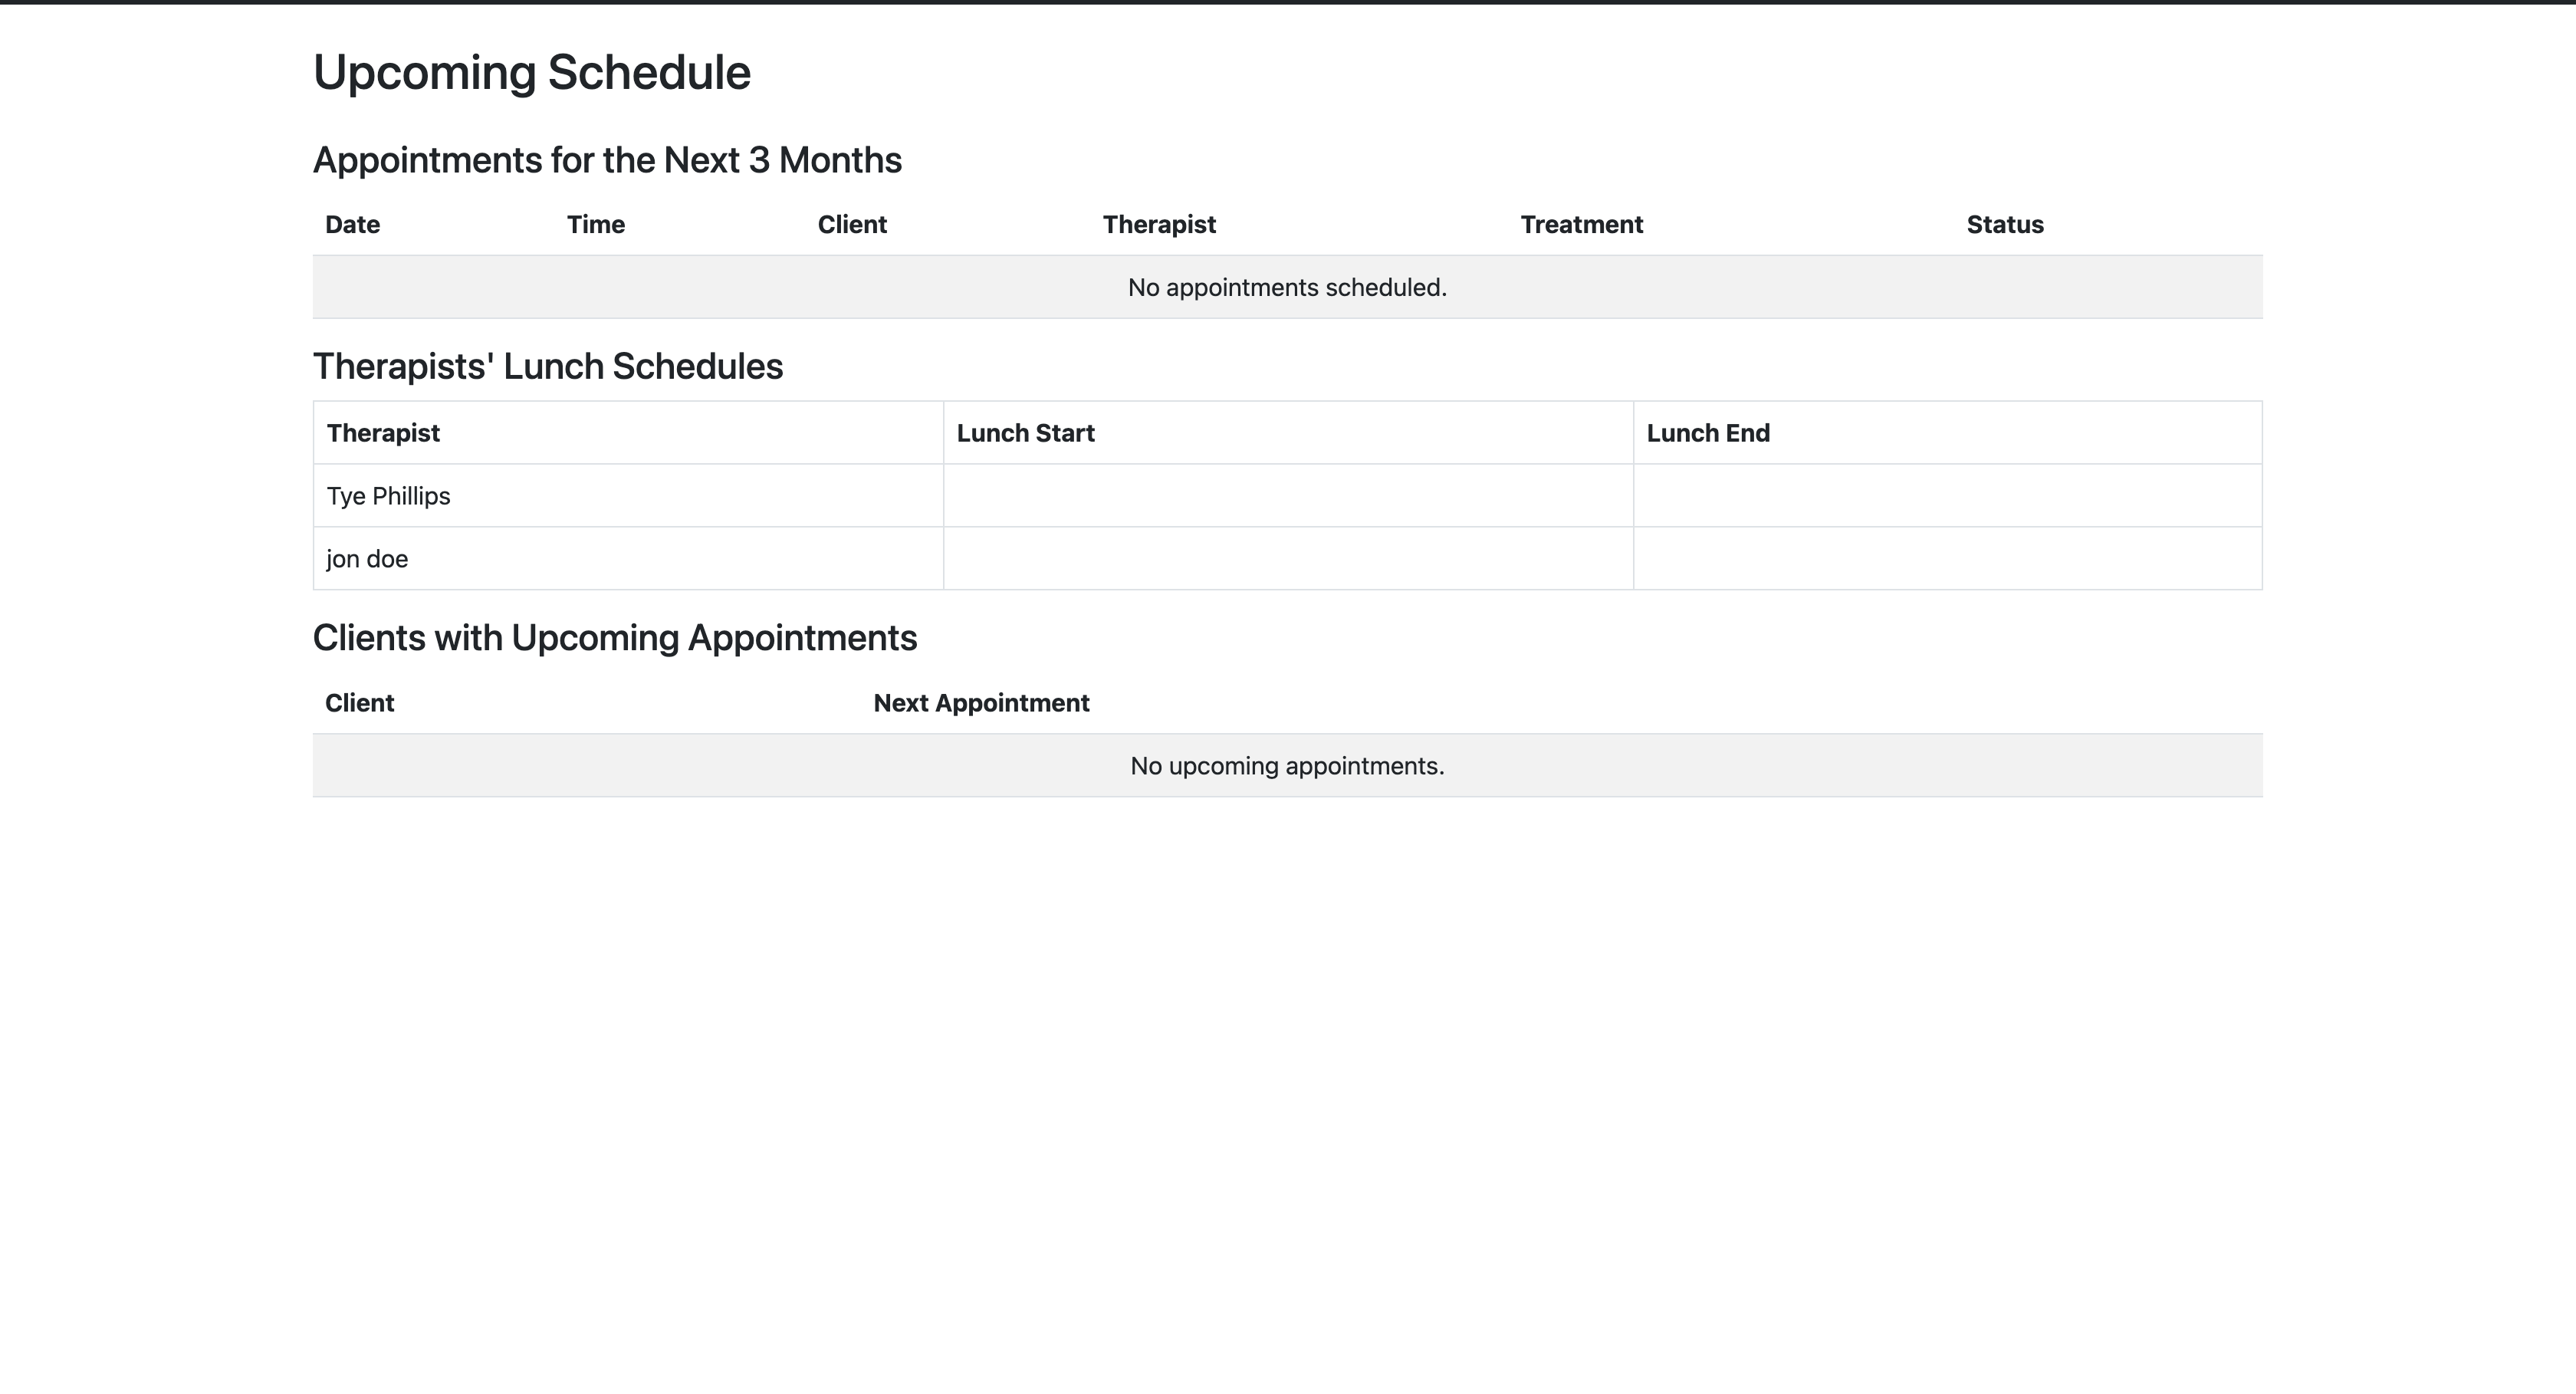 Upcoming Schedule
Appointments for the Next 3 Months
Date Time Client Therapist Treatment Status
No appointments scheduled.
Therapists' Lunch Schedules
Therapist Lunch Start Lunch End
Tye Phillips
jon doe
Clients with Upcoming Appointments
Client Next Appointment
No upcoming appointments.